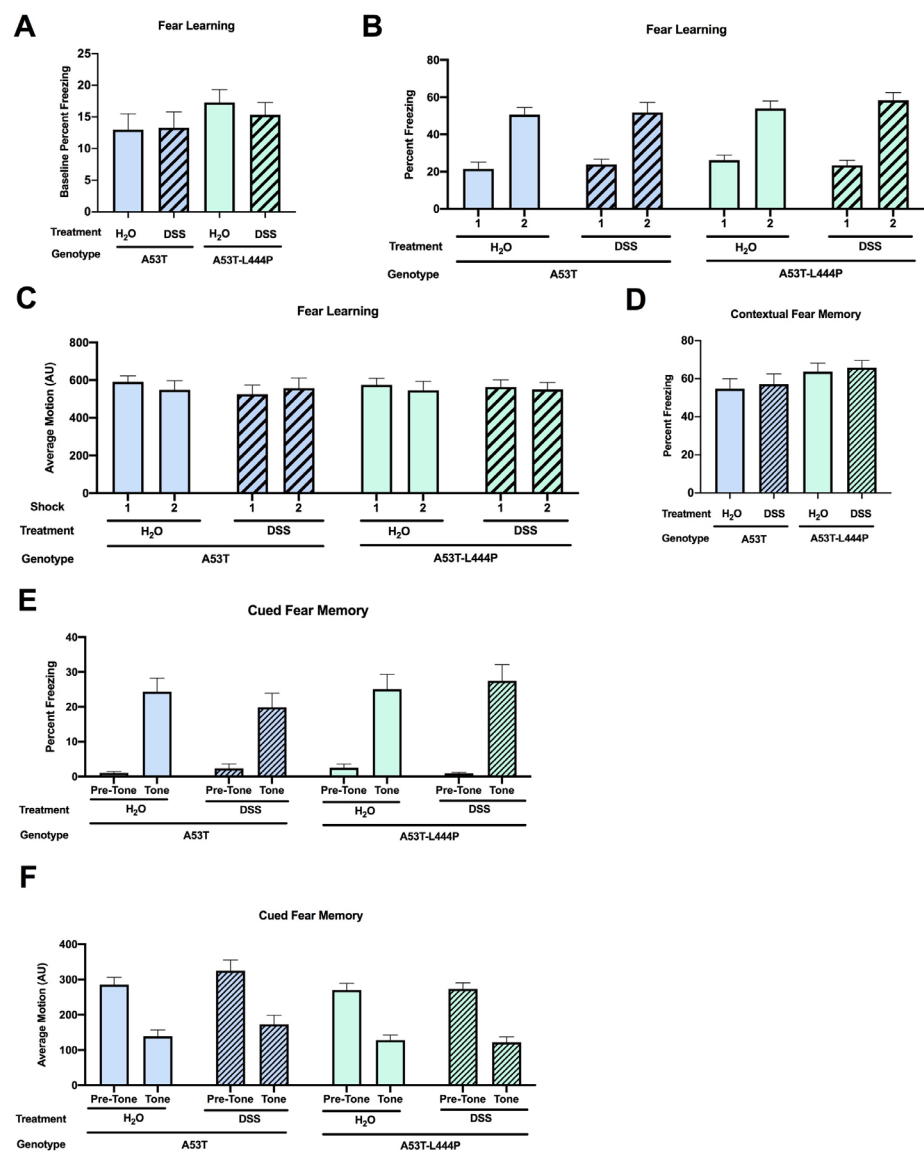 A
Fear Learning
Baseline Percent Freezing
25
20
15
10
5
0
Treatment H₂O DSS H₂O DSS
Genotype A53T A53T-L444P
B
Fear Learning
Percent Freezing
80
60
40
20
0
1 2 1 2 1 2 1 2
Treatment H₂O DSS H₂O DSS
Genotype A53T A53T-L444P
C
Fear Learning
Average Motion (AU)
800
600
400
200
0
Shock 1 2 1 2 1 2 1 2
Treatment H₂O DSS H₂O DSS
Genotype A53T A53T-L444P
D
Contextual Fear Memory
Percent Freezing
80
60
40
20
0
Treatment H₂O DSS H₂O DSS
Genotype A53T A53T-L444P
E
Cued Fear Memory
Percent Freezing
40
30
20
10
0
Pre-Tone Tone Pre-Tone Tone Pre-Tone Tone Pre-Tone Tone
Treatment H₂O DSS H₂O DSS
Genotype A53T A53T-L444P
F
Cued Fear Memory
Average Motion (AU)
400
300
200
100
0
Pre-Tone Tone Pre-Tone Tone Pre-Tone Tone Pre-Tone Tone
Treatment H₂O DSS H₂O DSS
Genotype A53T A53T-L444P